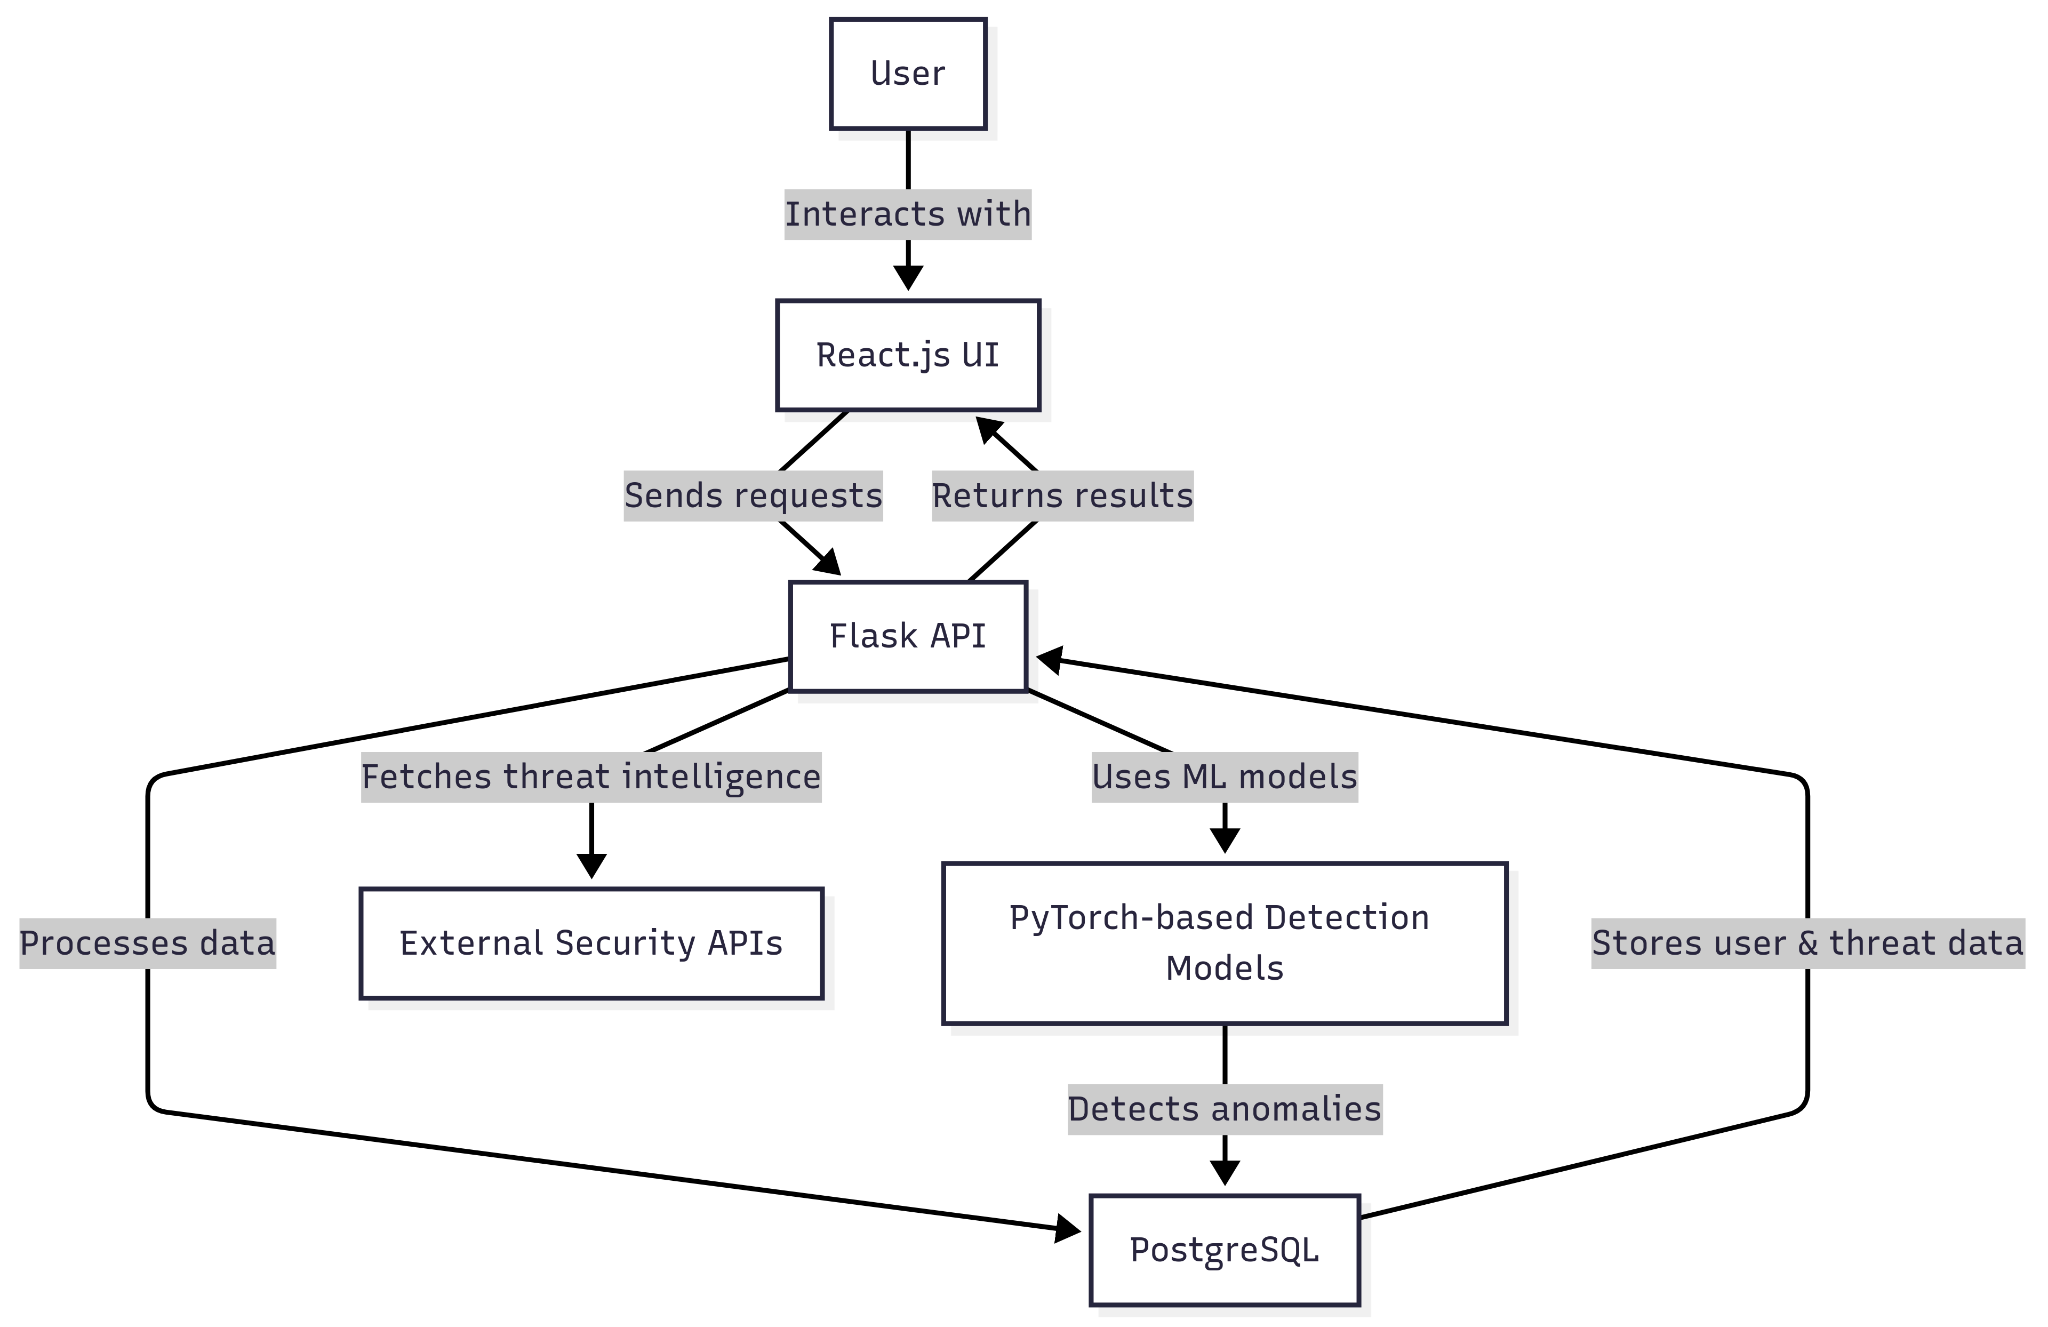 User
Interacts with
React.js UI
Sends requests
Returns results
Flask API
Fetches threat intelligence
Uses ML models
Processes data
External Security APIs
PyTorch-based Detection
Models
Stores user & threat data
Detects anomalies
PostgreSQL